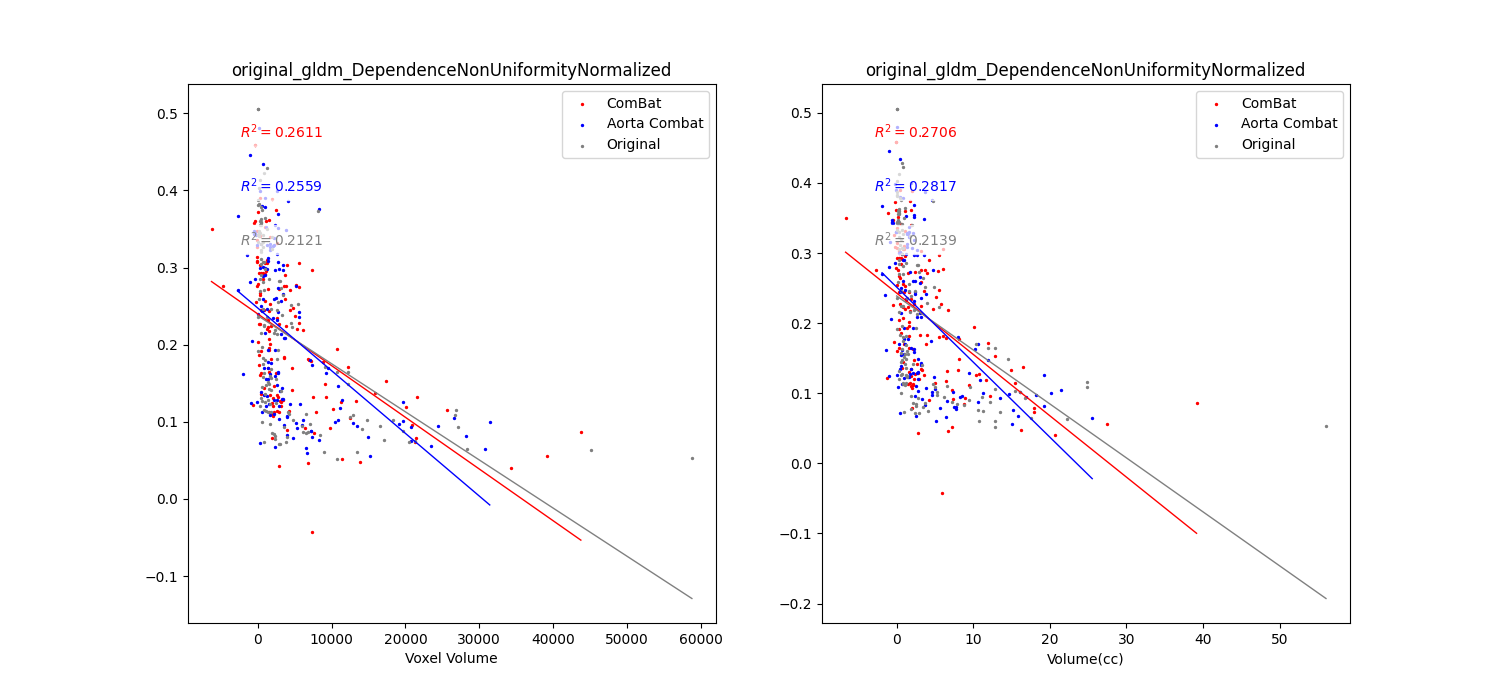 original_gldm_DependenceNonUniformityNormalized
ComBat
Aorta Combat
Original
R² = 0.2611
R² = 0.2559
R² = 0.2121
0.5
0.4
0.3
0.2
0.1
0.0
−0.1
0
10000
20000
30000
40000
50000
60000
Voxel Volume
original_gldm_DependenceNonUniformityNormalized
ComBat
Aorta Combat
Original
R² = 0.2706
R² = 0.2817
R² = 0.2139
0.5
0.4
0.3
0.2
0.1
0.0
−0.1
−0.2
0
10
20
30
40
50
Volume(cc)